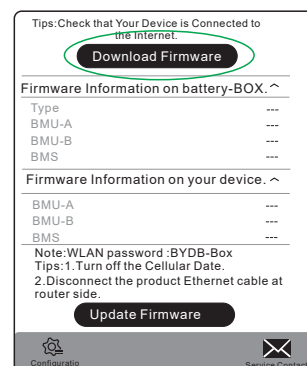 Tips:Check that Your Device is Connected to
the Internet.
Download Firmware
Firmware Information on battery-BOX.
Type ---
BMU-A ---
BMU-B ---
BMS ---
Firmware Information on your device.
BMU-A ---
BMU-B ---
BMS ---
Note:WLAN password :BYDB-Box
Tips:1.Turn off the Cellular Date.
2.Disconnect the product Ethernet cable at
router side.
Update Firmware
Configuratio Service Contact